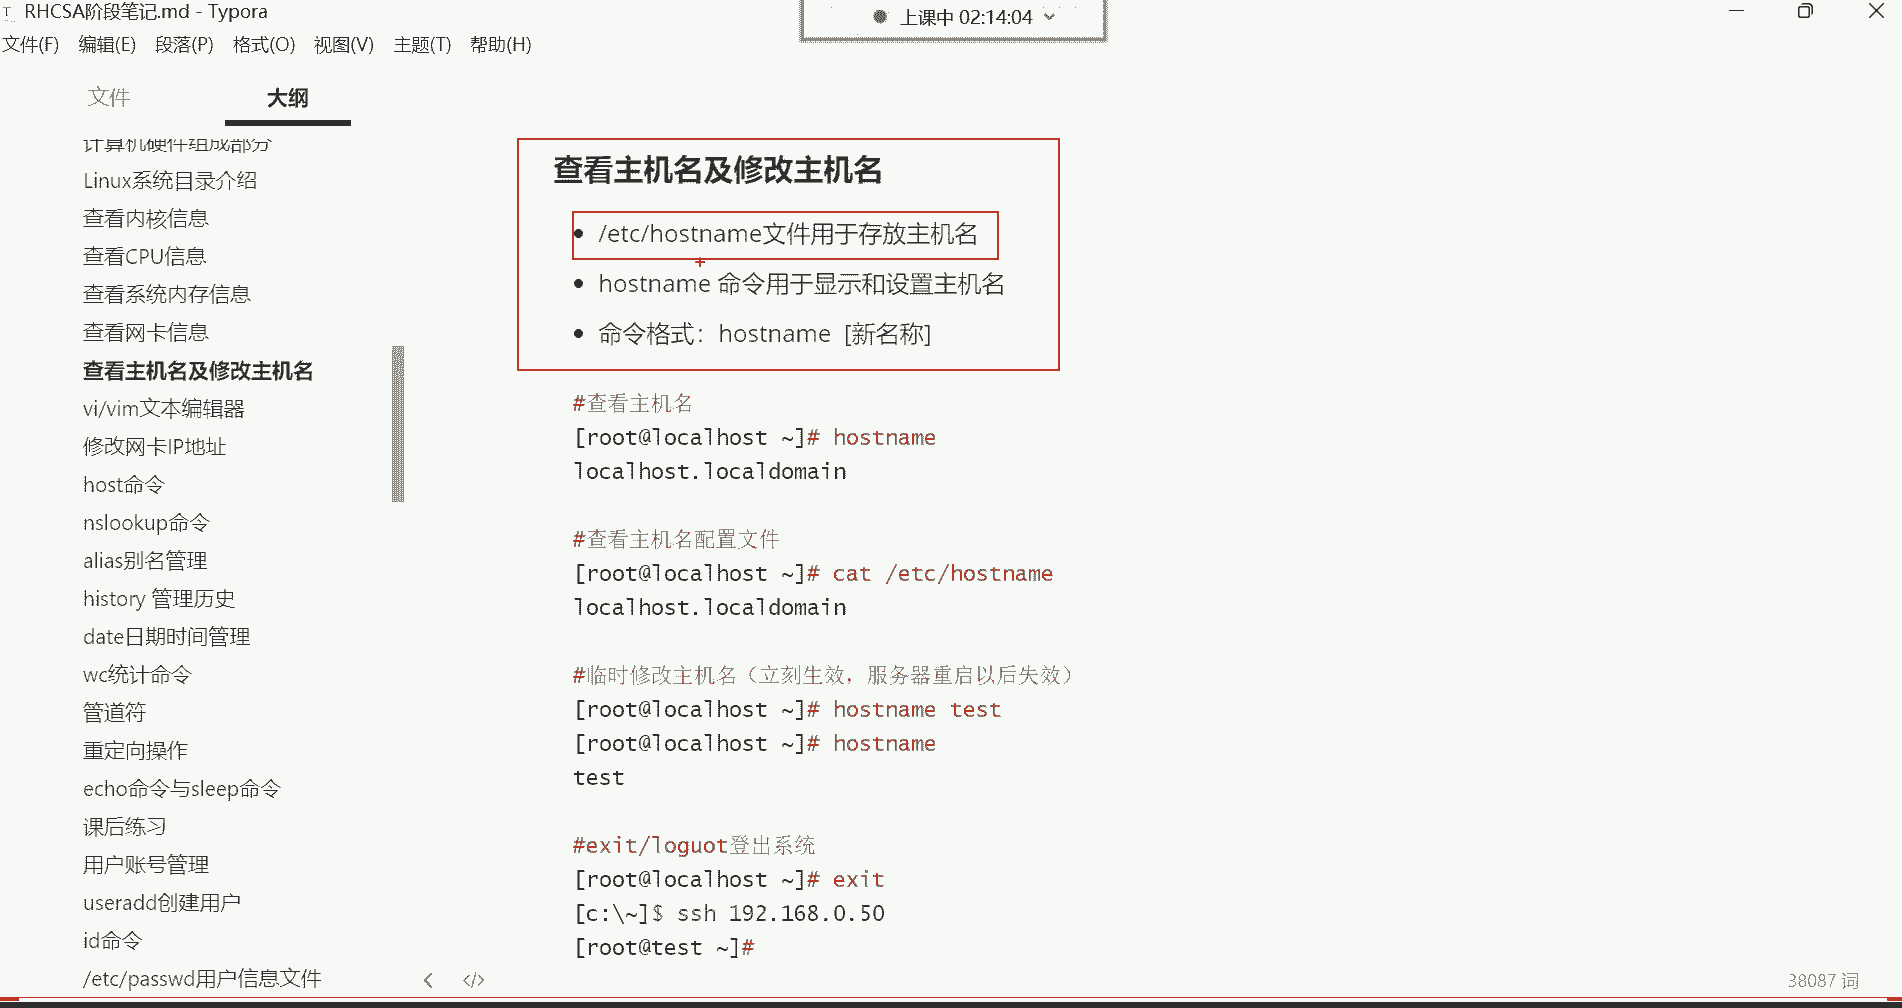 RHCSA阶段笔记.md - Typora
上课中 02:14:04
文件(F) 编辑(E) 段落(P) 格式(O) 视图(V) 主题(T) 帮助(H)
文件 大纲
计算机硬件组成部分
Linux系统目录介绍
查看内核信息
查看CPU信息
查看系统内存信息
查看网卡信息
查看主机名及修改主机名
vi/vim文本编辑器
修改网卡IP地址
host命令
nslookup命令
alias别名管理
history 管理历史
date日期时间管理
wc统计命令
管道符
重定向操作
echo命令与sleep命令
课后练习
用户账号管理
useradd创建用户
id命令
/etc/passwd用户信息文件
查看主机名及修改主机名
/etc/hostname文件用于存放主机名
hostname 命令用于显示和设置主机名
命令格式：hostname [新名称]
#查看主机名
[root@localhost ~]# hostname
localhost.localdomain
#查看主机名配置文件
[root@localhost ~]# cat /etc/hostname
localhost.localdomain
#临时修改主机名（立刻生效，服务器重启以后失效）
[root@localhost ~]# hostname test
[root@localhost ~]# hostname
test
#exit/loguot登出系统
[root@localhost ~]# exit
[c:\~]$ ssh 192.168.0.50
[root@test ~]#
38087 词